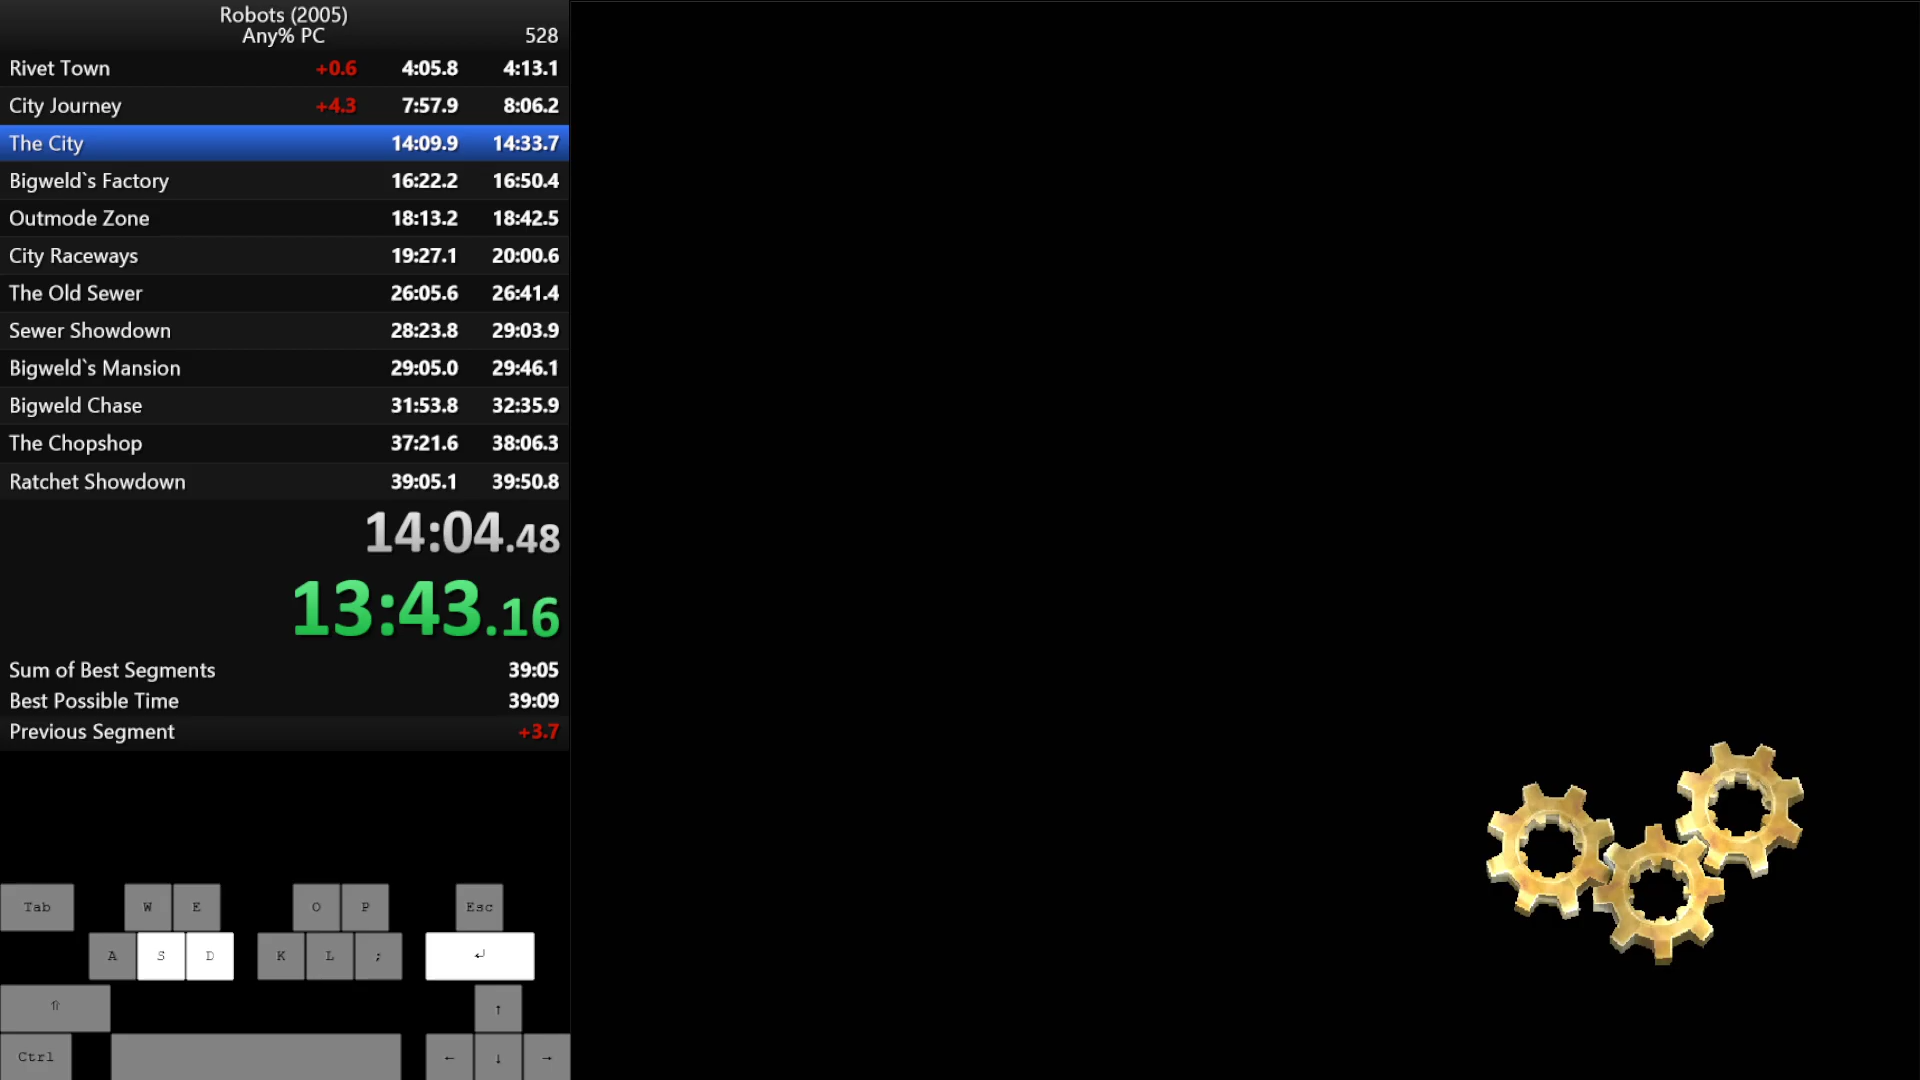 Robots (2005)
Any% PC 528
Rivet Town +0.6 4:05.8 4:13.1
City Journey +4.3 7:57.9 8:06.2
The City 14:09.9 14:33.7
Bigweld`s Factory 16:22.2 16:50.4
Outmode Zone 18:13.2 18:42.5
City Raceways 19:27.1 20:00.6
The Old Sewer 26:05.6 26:41.4
Sewer Showdown 28:23.8 29:03.9
Bigweld`s Mansion 29:05.0 29:46.1
Bigweld Chase 31:53.8 32:35.9
The Chopshop 37:21.6 38:06.3
Ratchet Showdown 39:05.1 39:50.8
14:04.48
13:43.16
Sum of Best Segments 39:05
Best Possible Time 39:09
Previous Segment +3.7
Tab W E O P Esc
A S D K L ; ↵
⇧ ↑
Ctrl ← ↓ →